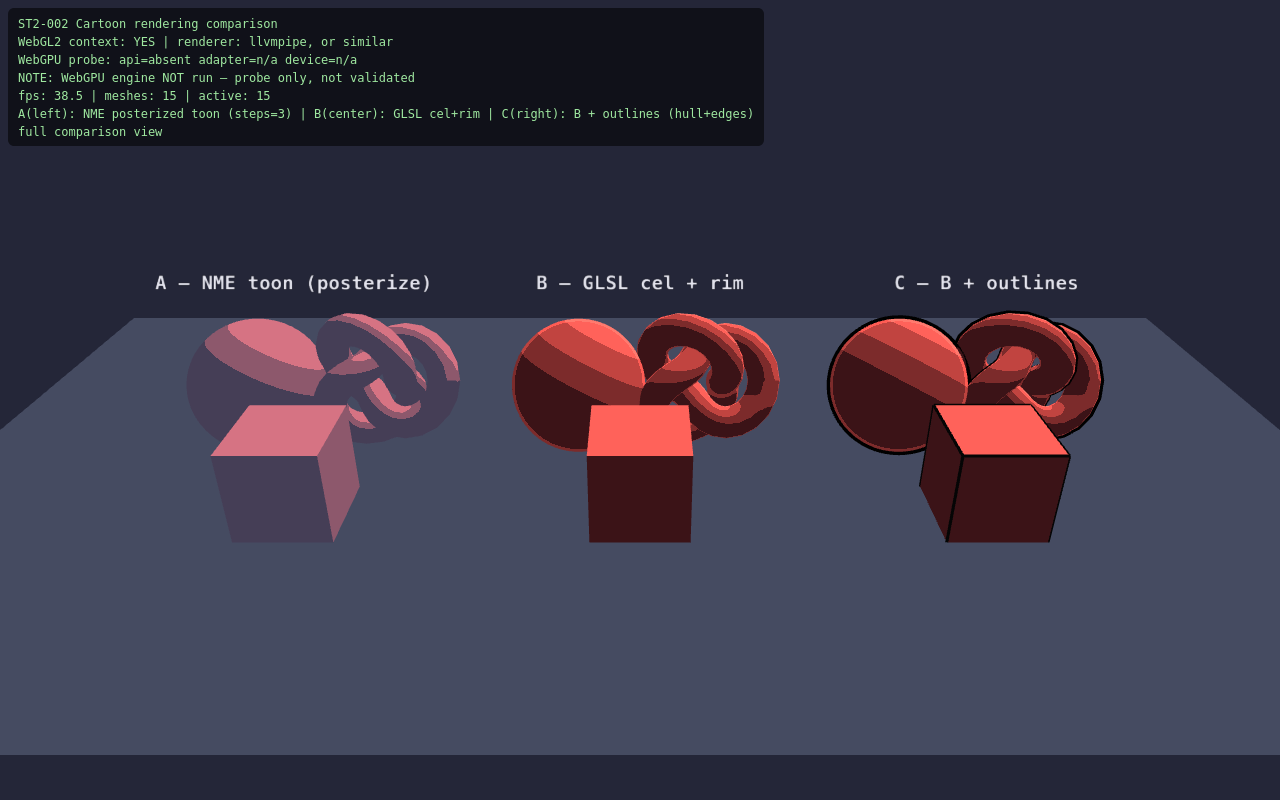 ST2-002 Cartoon rendering comparison
WebGL2 context: YES | renderer: llvmpipe, or similar
WebGPU probe: api=absent adapter=n/a device=n/a
NOTE: WebGPU engine NOT run — probe only, not validated
fps: 38.5 | meshes: 15 | active: 15
A(left): NME posterized toon (steps=3) | B(center): GLSL cel+rim | C(right): B + outlines (hull+edges)
full comparison view
A — NME toon (posterize)
B — GLSL cel + rim
C — B + outlines